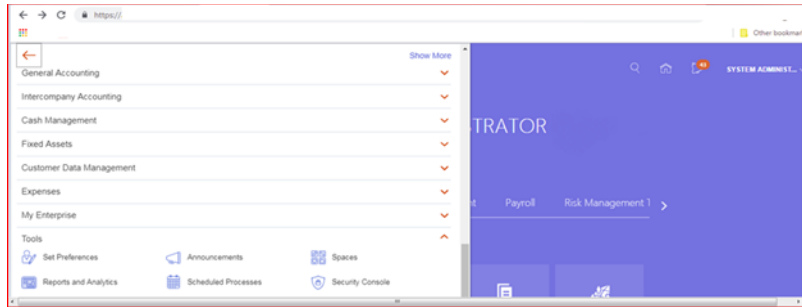 https://
Other bookmar
Show More
General Accounting
Intercompany Accounting
Cash Management
Fixed Assets
Customer Data Management
Expenses
My Enterprise
Tools
Set Preferences Announcements Spaces
Reports and Analytics Scheduled Processes Security Console
SYSTEM ADMINIST...
STRATOR
nt Payroll Risk Management T